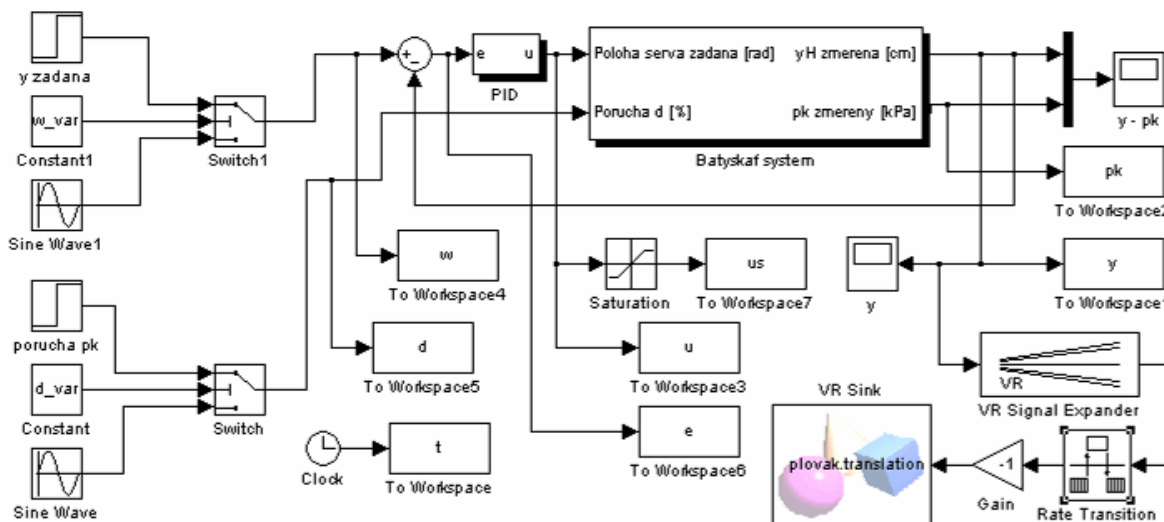 y zadana
w_var
Constant1
Sine Wave1
Switch1
+
-
e u
PID
Poloha serva zadana [rad] yH zmerena [cm]
Porucha d [%] pk zmereny [kPa]
Batyskaf system
y - pk
pk
To Workspace2
w
To Workspace4
Saturation
us
To Workspace7
y
y
To Workspace1
porucha pk
d_var
Constant
Sine Wave
Switch
d
To Workspace5
u
To Workspace3
VR
VR Signal Expander
Clock
t
To Workspace
e
To Workspace6
VR Sink
plovak.translation
-1
Gain
Rate Transition